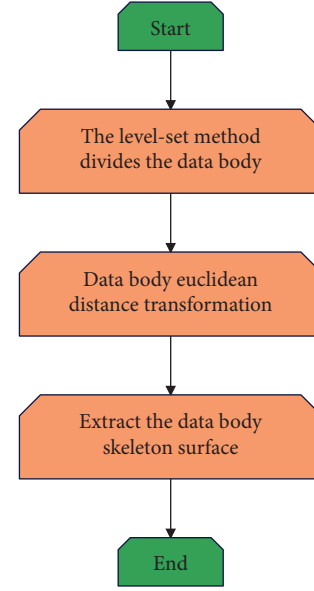 Start
The level-set method
divides the data body
Data body euclidean
distance transformation
Extract the data body
skeleton surface
End